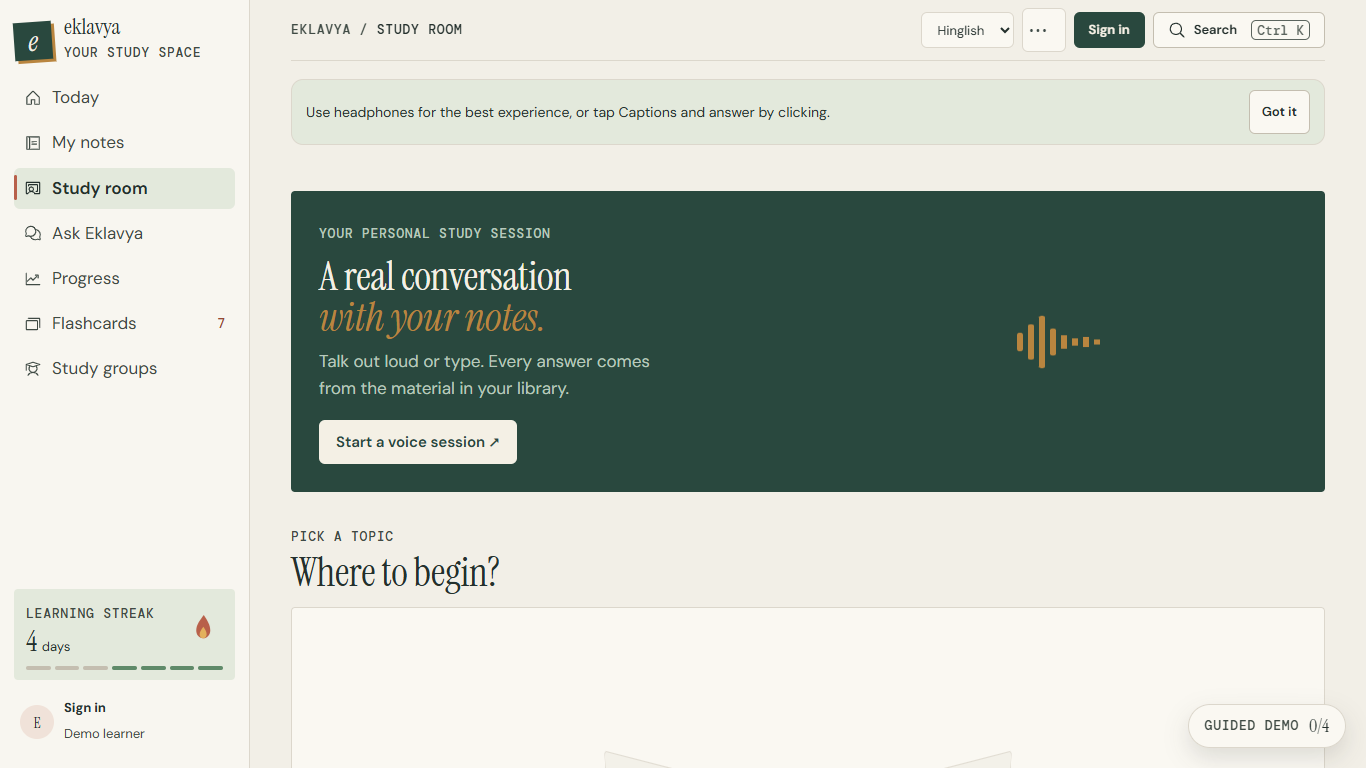 e
eklavya
YOUR STUDY SPACE
Today
My notes
Study room
Ask Eklavya
Progress
Flashcards 7
Study groups
LEARNING STREAK
4 days
E
Sign in
Demo learner
EKLAVYA / STUDY ROOM
Hinglish
...
Sign in
Search Ctrl K
Use headphones for the best experience, or tap Captions and answer by clicking.
Got it
YOUR PERSONAL STUDY SESSION
A real conversation
with your notes.
Talk out loud or type. Every answer comes
from the material in your library.
Start a voice session ↗
PICK A TOPIC
Where to begin?
GUIDED DEMO 0/4